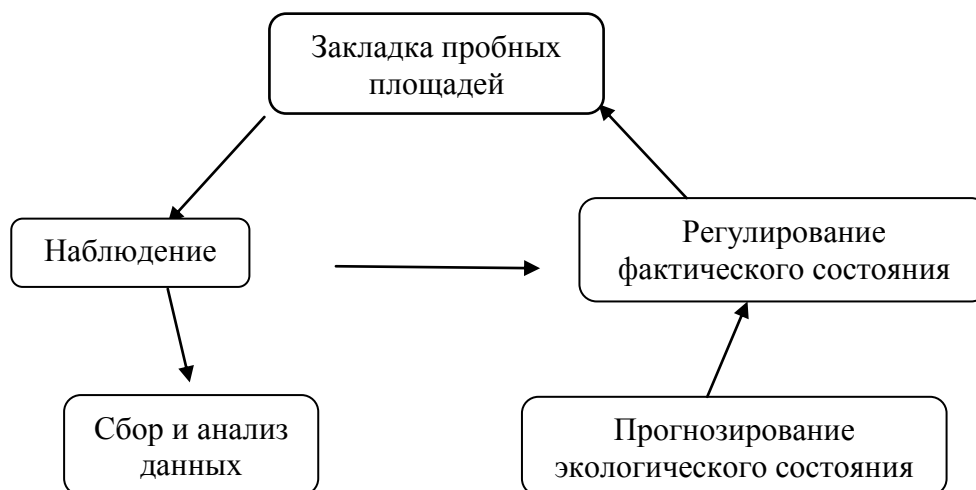 Закладка пробных
площадей
Наблюдение
Регулирование
фактического состояния
Сбор и анализ
данных
Прогнозирование
экологического состояния